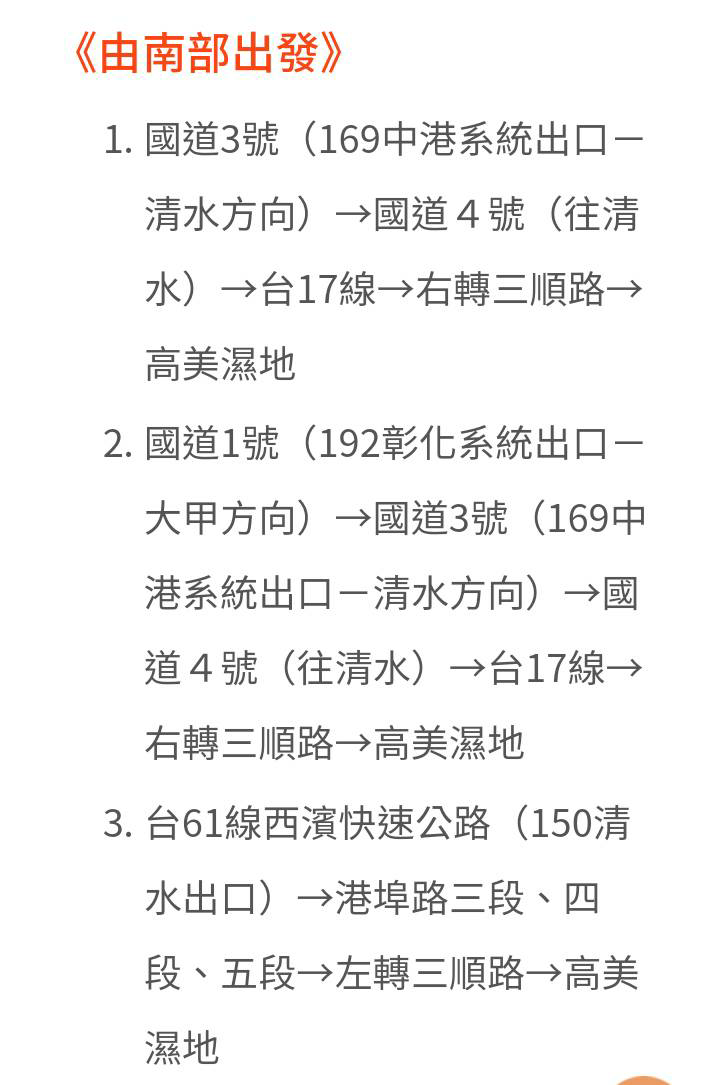 《由南部出發》
1. 國道3號（169中港系統出口－
清水方向）→國道４號（往清
水）→台17線→右轉三順路→
高美濕地
2. 國道1號（192彰化系統出口－
大甲方向）→國道3號（169中
港系統出口－清水方向）→國
道４號（往清水）→台17線→
右轉三順路→高美濕地
3. 台61線西濱快速公路（150清
水出口）→港埠路三段、四
段、五段→左轉三順路→高美
濕地